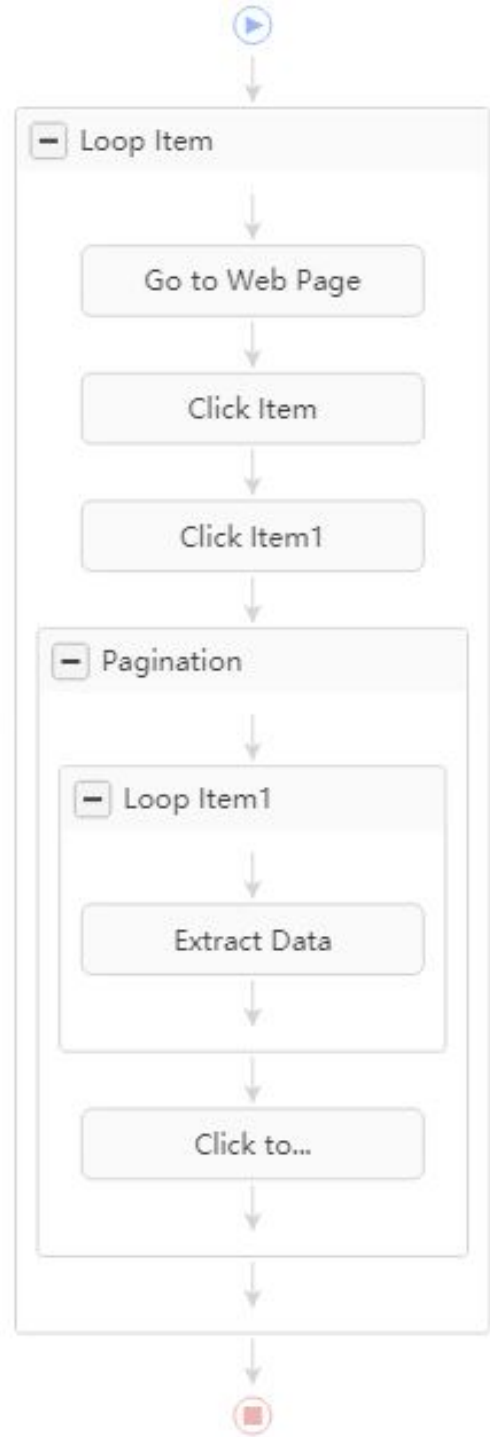 Loop Item
Go to Web Page
Click Item
Click Item1
Pagination
Loop Item1
Extract Data
Click to...